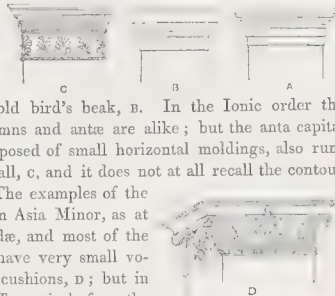 C B A
old bird's beak, B. In the Ionic order th
mns and antæ are alike; but the anta capita
posed of small horizontal moldings, also run
all, C, and it does not at all recall the contou
The examples of the
n Asia Minor, as at
dæ, and most of the
have very small vo-
cushions, D; but in
D